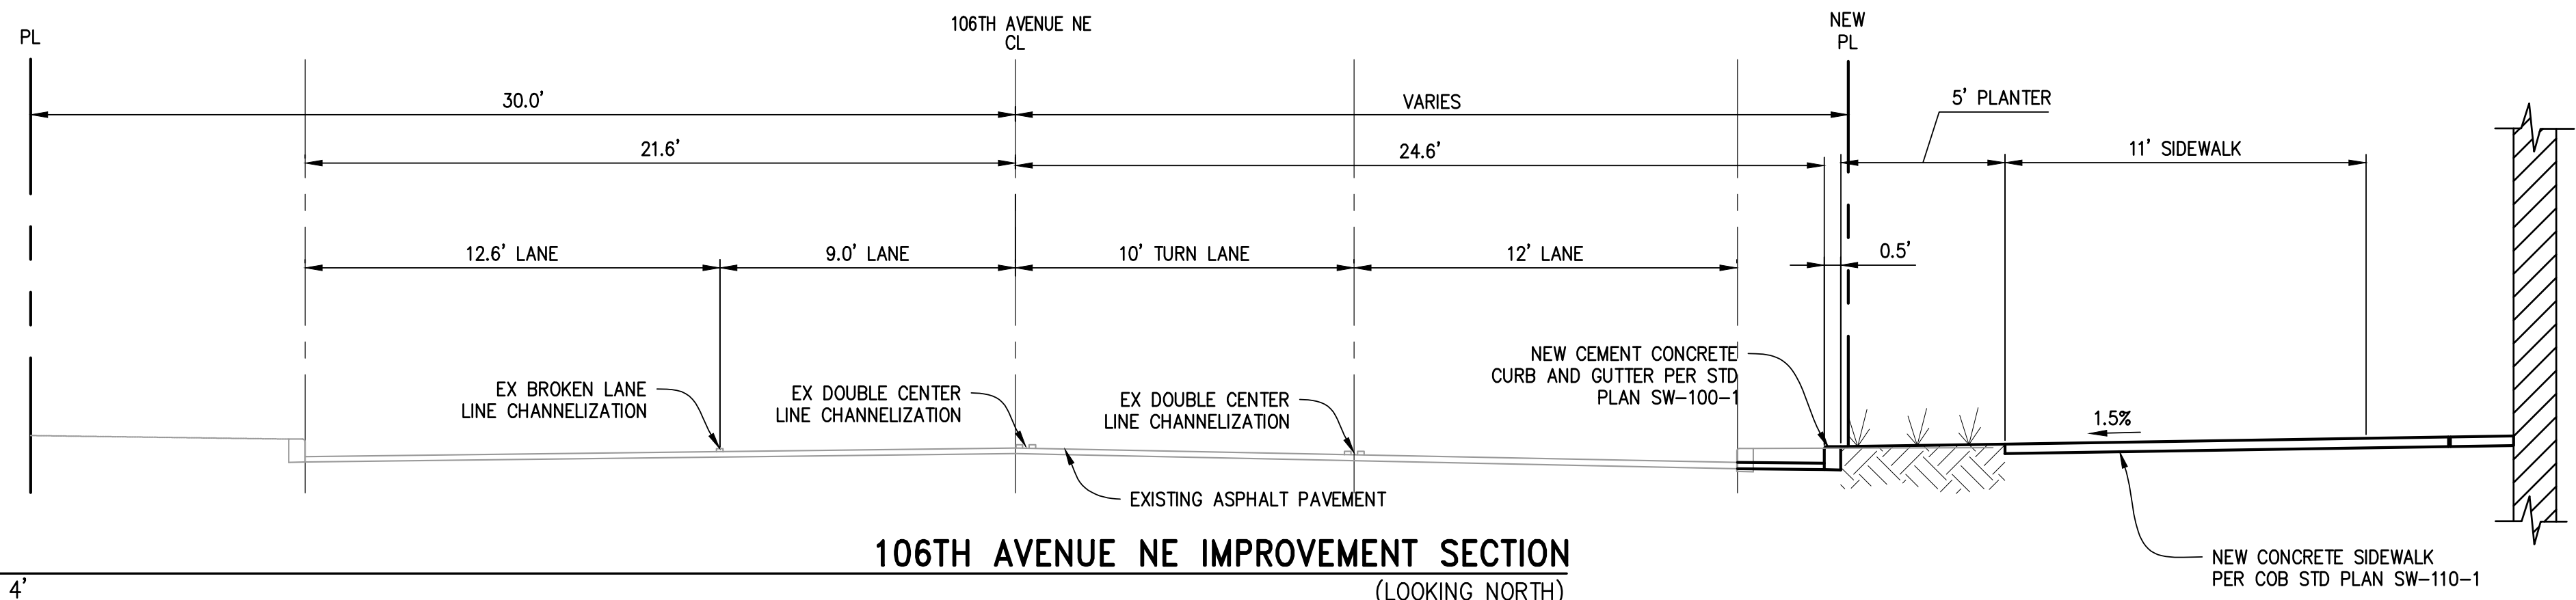 PL
106TH AVENUE NE
CL
NEW
PL
30.0'
VARIES
5' PLANTER
21.6'
24.6'
11' SIDEWALK
12.6' LANE
9.0' LANE
10' TURN LANE
12' LANE
0.5'
EX BROKEN LANE
LINE CHANNELIZATION
EX DOUBLE CENTER
LINE CHANNELIZATION
EX DOUBLE CENTER
LINE CHANNELIZATION
NEW CEMENT CONCRETE
CURB AND GUTTER PER STD
PLAN SW-100-1
1.5%
EXISTING ASPHALT PAVEMENT
NEW CONCRETE SIDEWALK
PER COB STD PLAN SW-110-1
106TH AVENUE NE IMPROVEMENT SECTION
(LOOKING NORTH)
4'